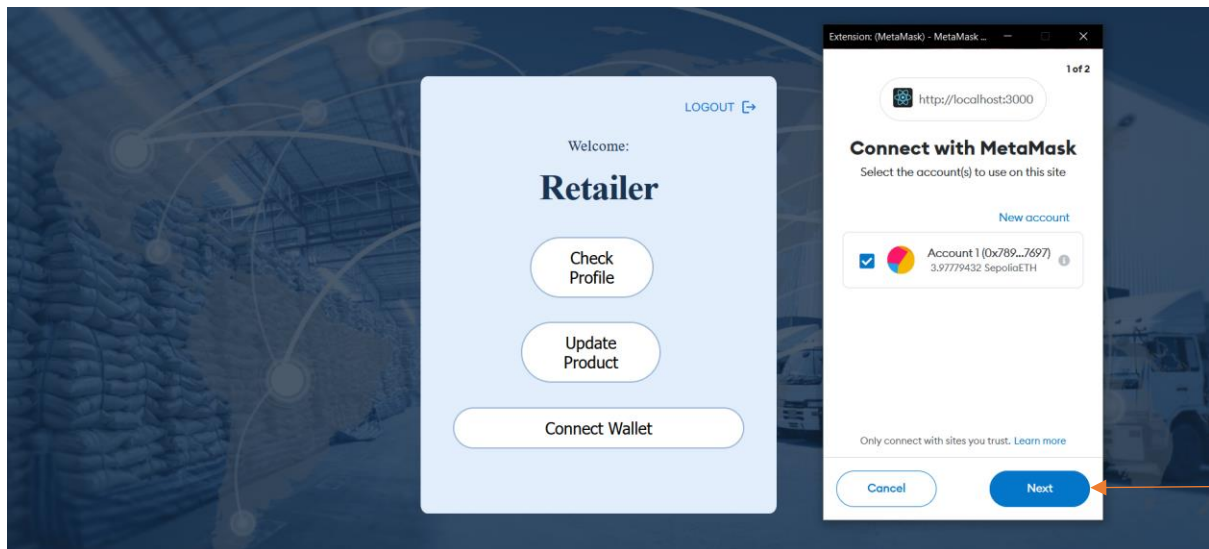 LOGOUT
Welcome:
Retailer
Check
Profile
Update
Product
Connect Wallet
Extension: (MetaMask) - MetaMask ...
1 of 2
http://localhost:3000
Connect with MetaMask
Select the account(s) to use on this site
New account
Account 1 (0x789...7697)
3.97779432 SepoliaETH
Only connect with sites you trust. Learn more
Cancel
Next